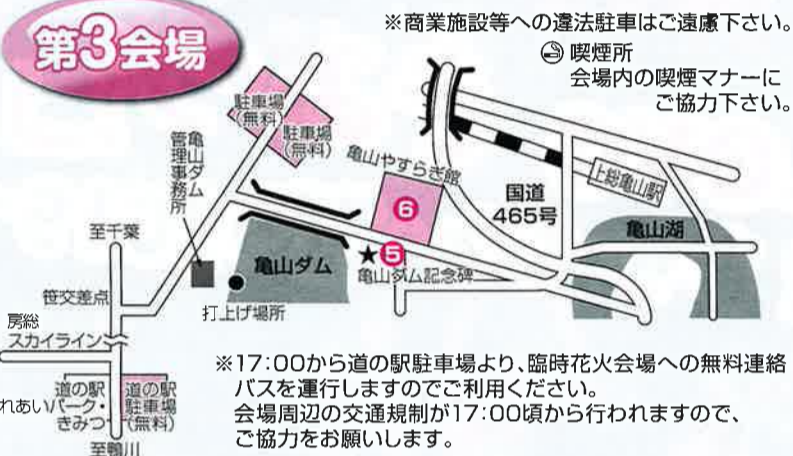 第3会場
※商業施設等への違法駐車はご遠慮下さい。
喫煙所
会場内の喫煙マナーに
ご協力下さい。
駐車場
(無料)
駐車場
(無料)
亀山ダム
管理事務所
亀山やすらぎ館
6
国道
465号
上総亀山駅
亀山湖
至千葉
亀山ダム
★5
亀山ダム記念碑
打上げ場所
笹交差点
房総
スカイライン
道の駅
れあいパーク・
きみつ
道の駅
駐車場
(無料)
至鴨川
※17:00から道の駅駐車場より、臨時花火会場への無料連絡
バスを運行しますのでご利用ください。
会場周辺の交通規制が17:00頃から行われますので、
ご協力をお願いします。